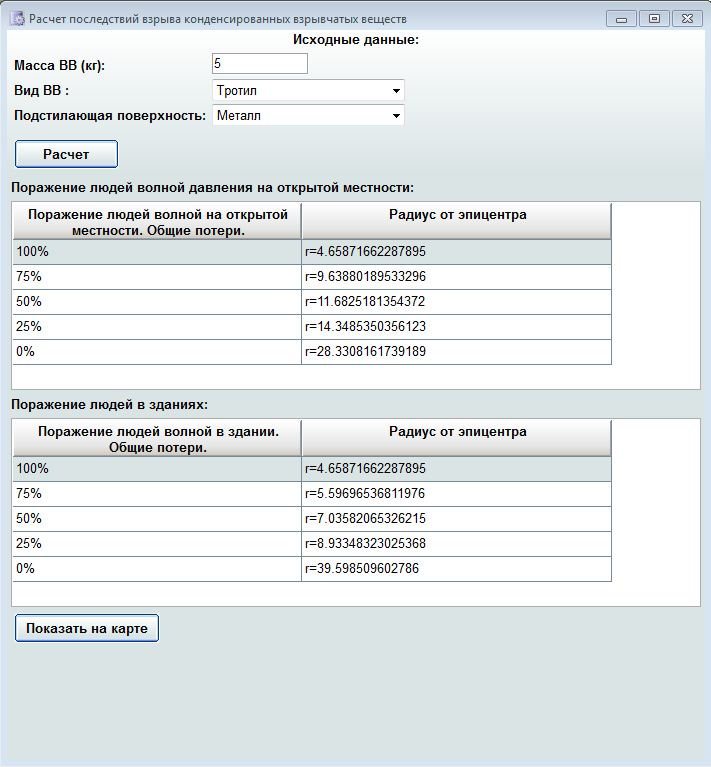 Расчет последствий взрыва конденсированных взрывчатых веществ
Исходные данные:
Масса ВВ (кг): 5
Вид ВВ : Тротил
Подстилающая поверхность: Металл
Расчет
Поражение людей волной давления на открытой местности:
Поражение людей волной на открытой Радиус от эпицентра
местности. Общие потери.
100% r=4.65871662287895
75% r=9.63880189533296
50% r=11.6825181354372
25% r=14.3485350356123
0% r=28.3308161739189
Поражение людей в зданиях:
Поражение людей волной в здании. Радиус от эпицентра
Общие потери.
100% r=4.65871662287895
75% r=5.59696536811976
50% r=7.03582065326215
25% r=8.93348323025368
0% r=39.598509602786
Показать на карте